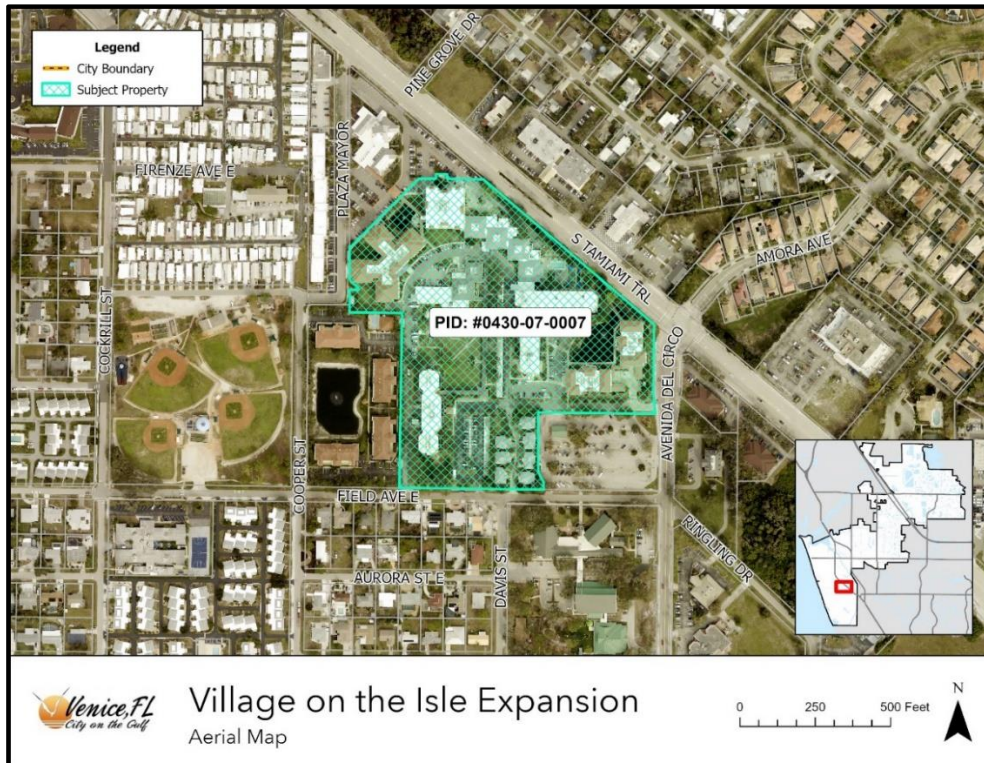 Legend
City Boundary
Subject Property
PINE GROVE DR
PLAZA MAYOR
FIRENZE AVE E
S TAMIAMI TRL
AMORA AVE
PID: #0430-07-0007
COCKRILL ST
AVENIDA DEL CIRCO
COOPER ST
FIELD AVE E
RINGLING DR
AURORA ST E
DAVIS ST
Venice, FL
City on the Gulf
Village on the Isle Expansion
Aerial Map
0 250 500 Feet
N